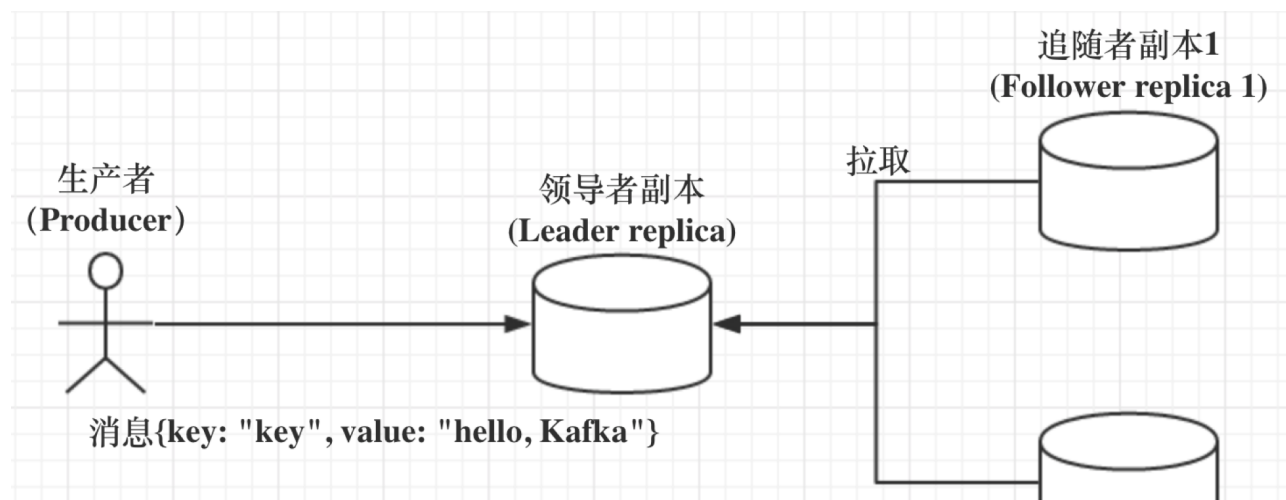 追随者副本1
(Follower replica 1)
拉取
生产者
（Producer）
领导者副本
(Leader replica)
消息{key: "key", value: "hello, Kafka"}